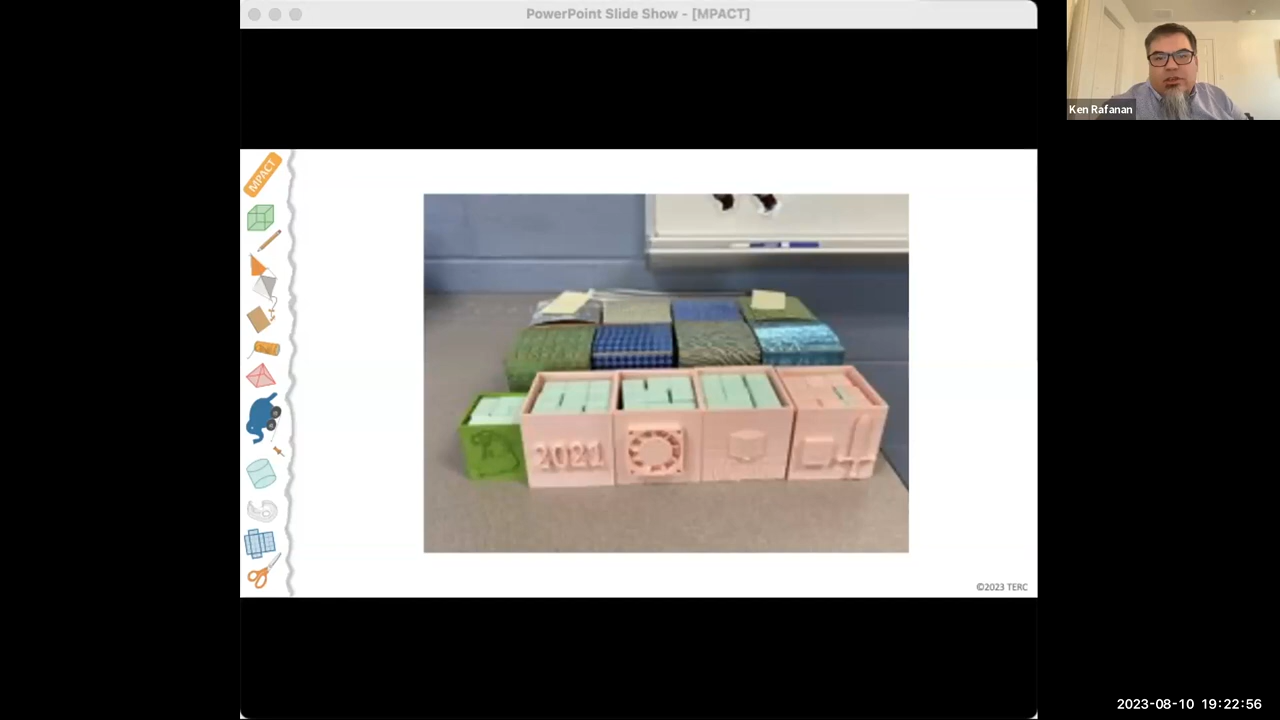 PowerPoint Slide Show - [MPACT]
Ken Rafanan
MPACT
2021
©2023 TERC
2023-08-10 19:22:56